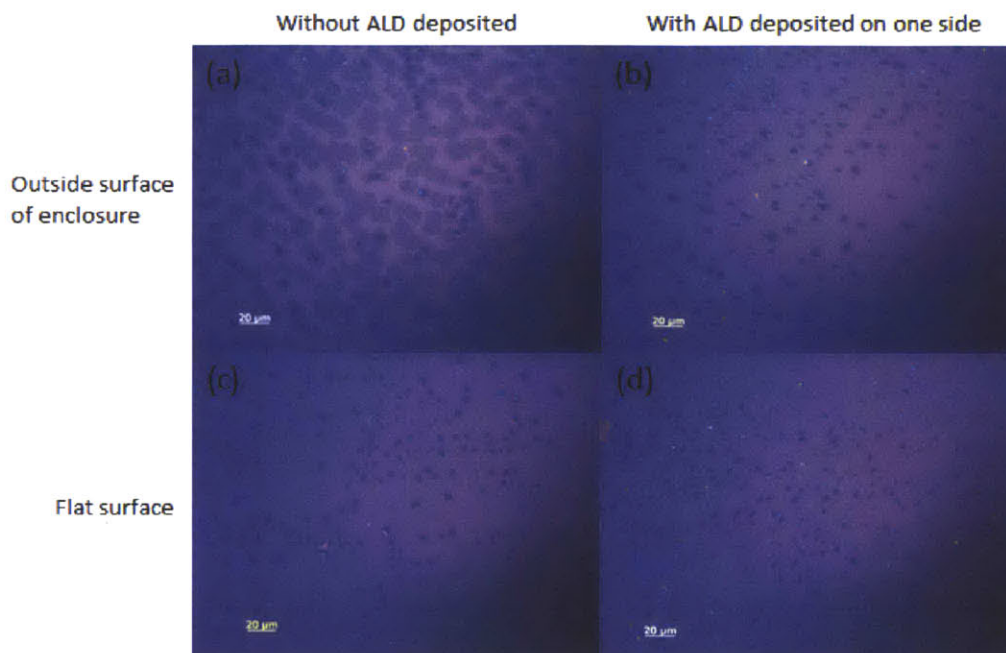 Without ALD deposited
With ALD deposited on one side
(a)
(b)
Outside surface
of enclosure
20 µm
20 µm
(c)
(d)
Flat surface
20 µm
20 µm